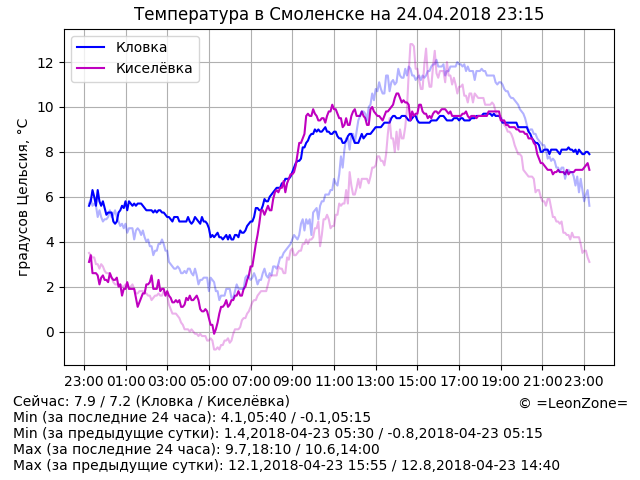 Температура в Смоленске на 24.04.2018 23:15
Кловка
Киселёвка
градусов Цельсия, °C
12
10
8
6
4
2
0
23:00 01:00 03:00 05:00 07:00 09:00 11:00 13:00 15:00 17:00 19:00 21:00 23:00
Сейчас: 7.9 / 7.2 (Кловка / Киселёвка)
© =LeonZone=
Min (за последние 24 часа): 4.1,05:40 / -0.1,05:15
Min (за предыдущие сутки): 1.4,2018-04-23 05:30 / -0.8,2018-04-23 05:15
Max (за последние 24 часа): 9.7,18:10 / 10.6,14:00
Max (за предыдущие сутки): 12.1,2018-04-23 15:55 / 12.8,2018-04-23 14:40